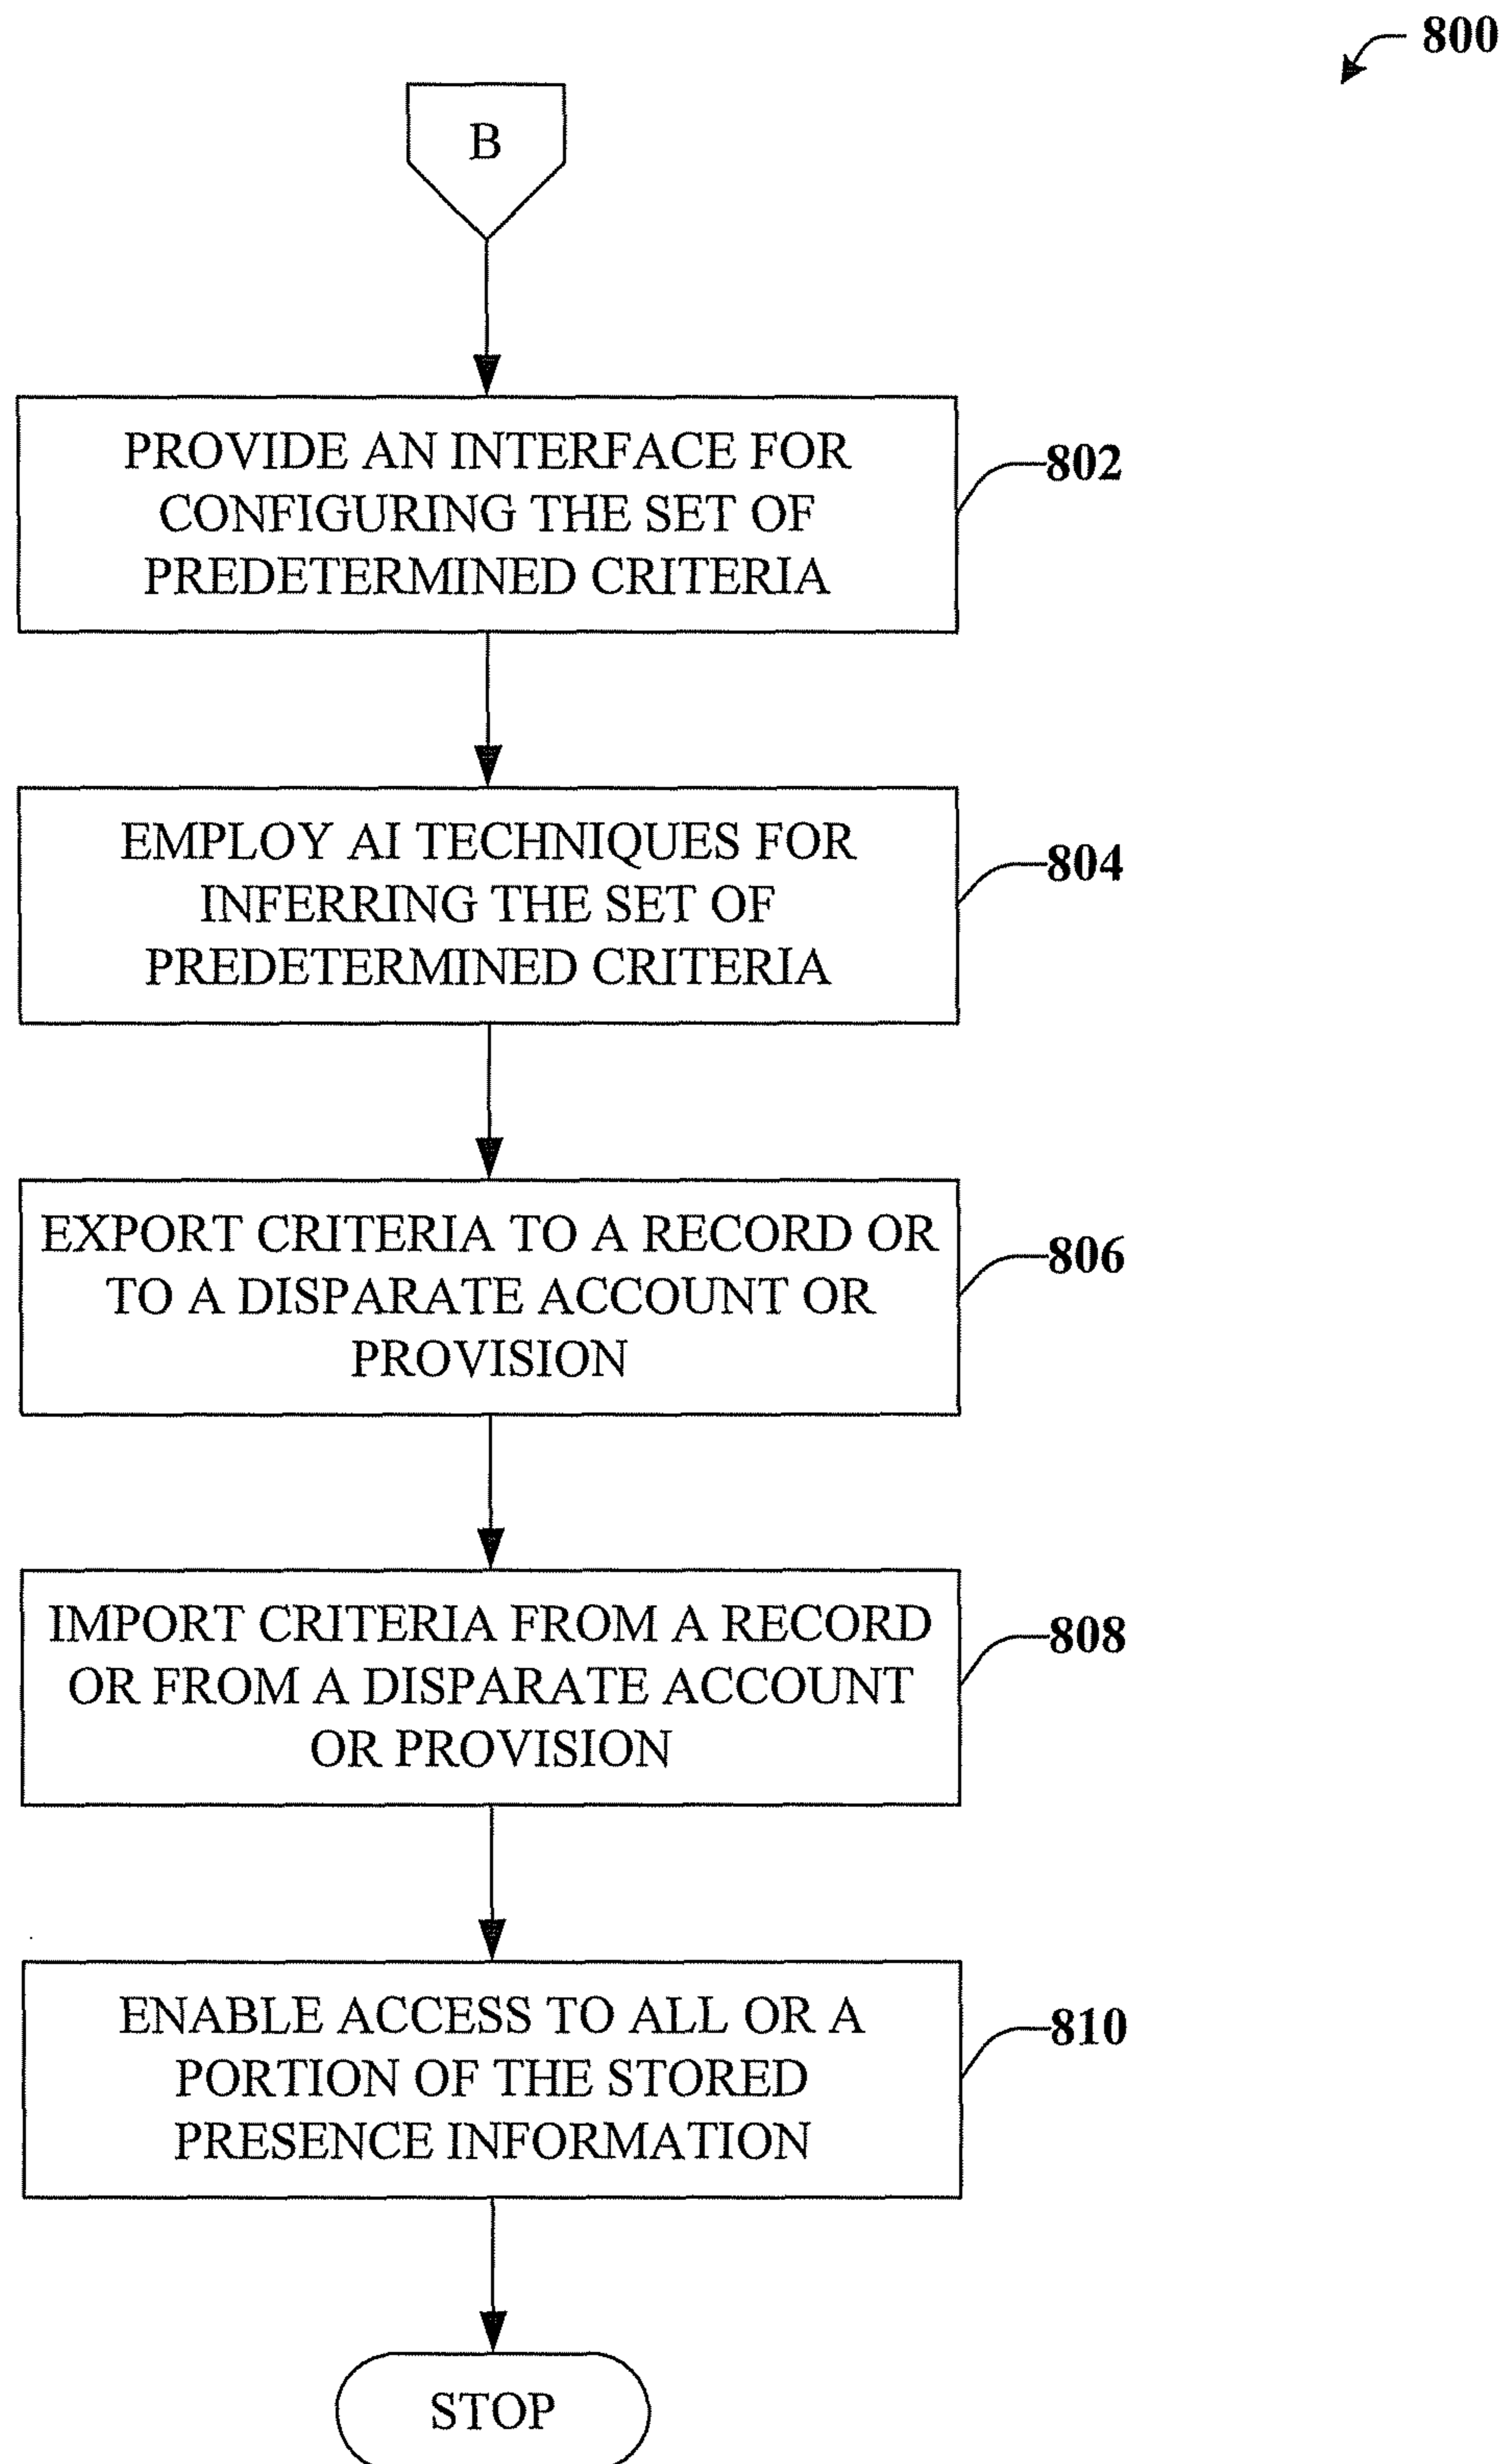 800
B
PROVIDE AN INTERFACE FOR
CONFIGURING THE SET OF
PREDETERMINED CRITERIA
802
EMPLOY AI TECHNIQUES FOR
INFERRING THE SET OF
PREDETERMINED CRITERIA
804
EXPORT CRITERIA TO A RECORD OR
TO A DISPARATE ACCOUNT OR
PROVISION
806
IMPORT CRITERIA FROM A RECORD
OR FROM A DISPARATE ACCOUNT
OR PROVISION
808
ENABLE ACCESS TO ALL OR A
PORTION OF THE STORED
PRESENCE INFORMATION
810
STOP